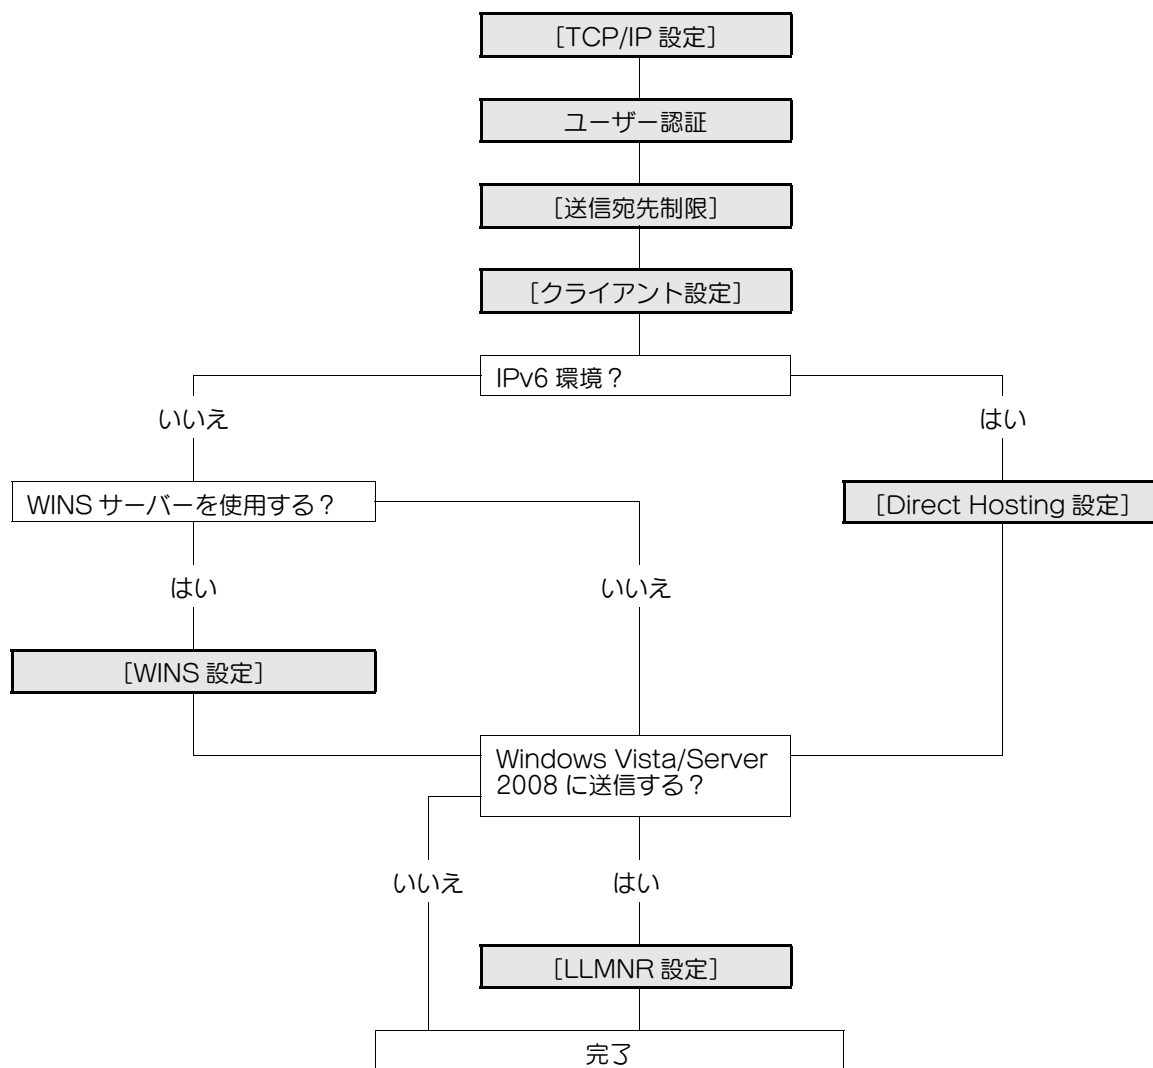 [TCP/IP 設定]
ユーザー認証
[送信宛先制限]
[クライアント設定]
IPv6 環境？
いいえ
はい
WINS サーバーを使用する？
[Direct Hosting 設定]
はい
いいえ
[WINS 設定]
Windows Vista/Server
2008 に送信する？
いいえ
はい
[LLMNR 設定]
完了